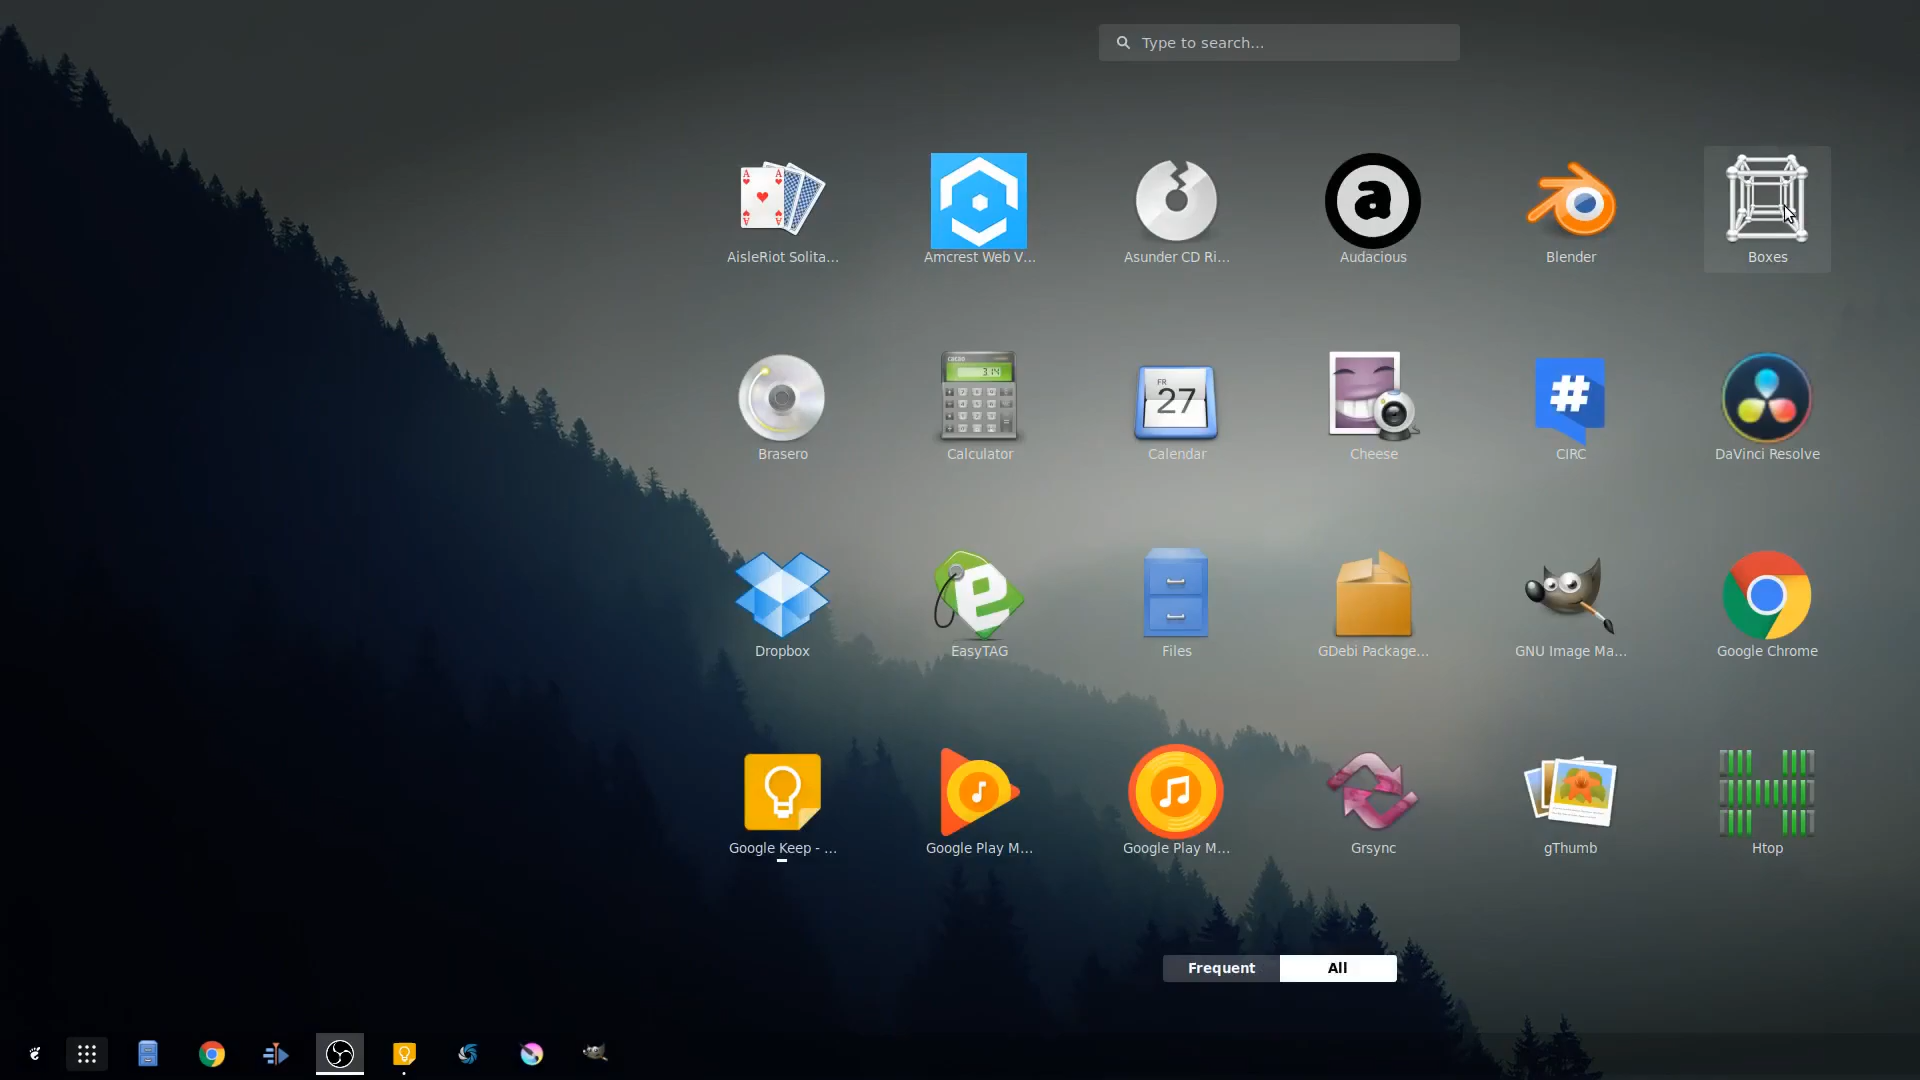 Type to search...
AisleRiot Solita...
Amcrest Web V...
Asunder CD Ri...
Audacious
Blender
Boxes
Brasero
Calculator
Calendar
Cheese
CIRC
DaVinci Resolve
FR
27
Dropbox
EasyTAG
Files
GDebi Package...
GNU Image Ma...
Google Chrome
Google Keep - ...
Google Play M...
Google Play M...
Grsync
gThumb
Htop
Frequent
All